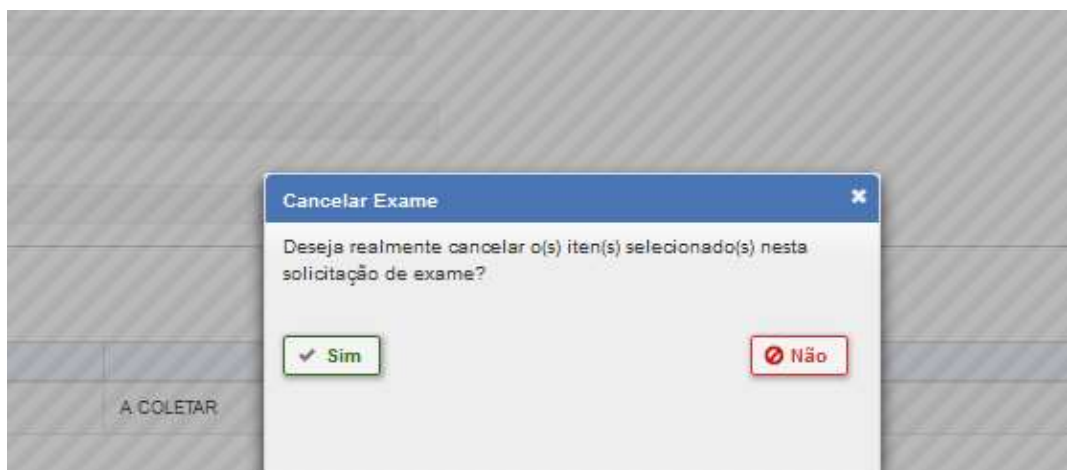 Cancelar Exame
Deseja realmente cancelar o(s) iten(s) selecionado(s) nesta
solicitação de exame?
Sim
Não
A COLETAR